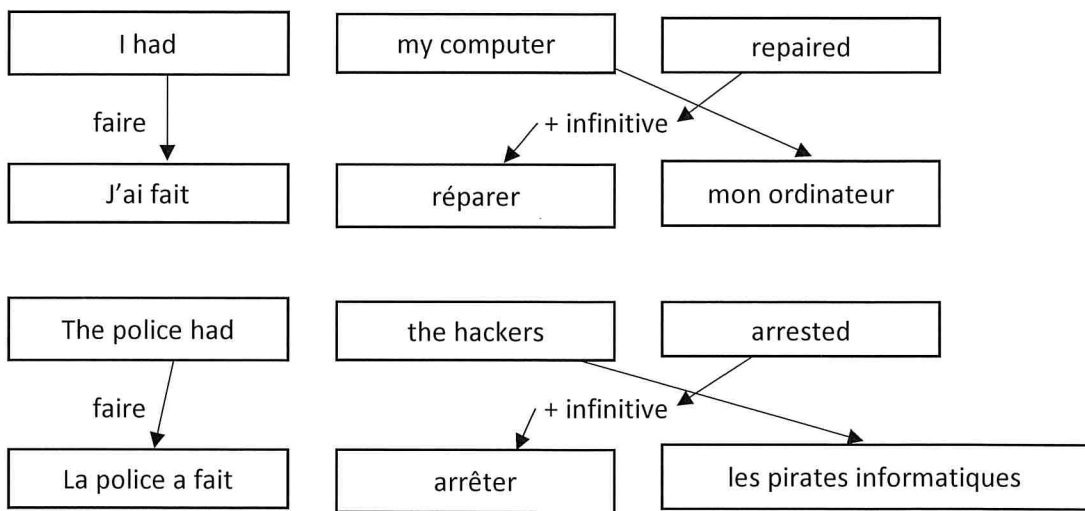 I had my computer repaired
faire + infinitive
J'ai fait réparer mon ordinateur
The police had the hackers arrested
faire + infinitive
La police a fait arrêter les pirates informatiques